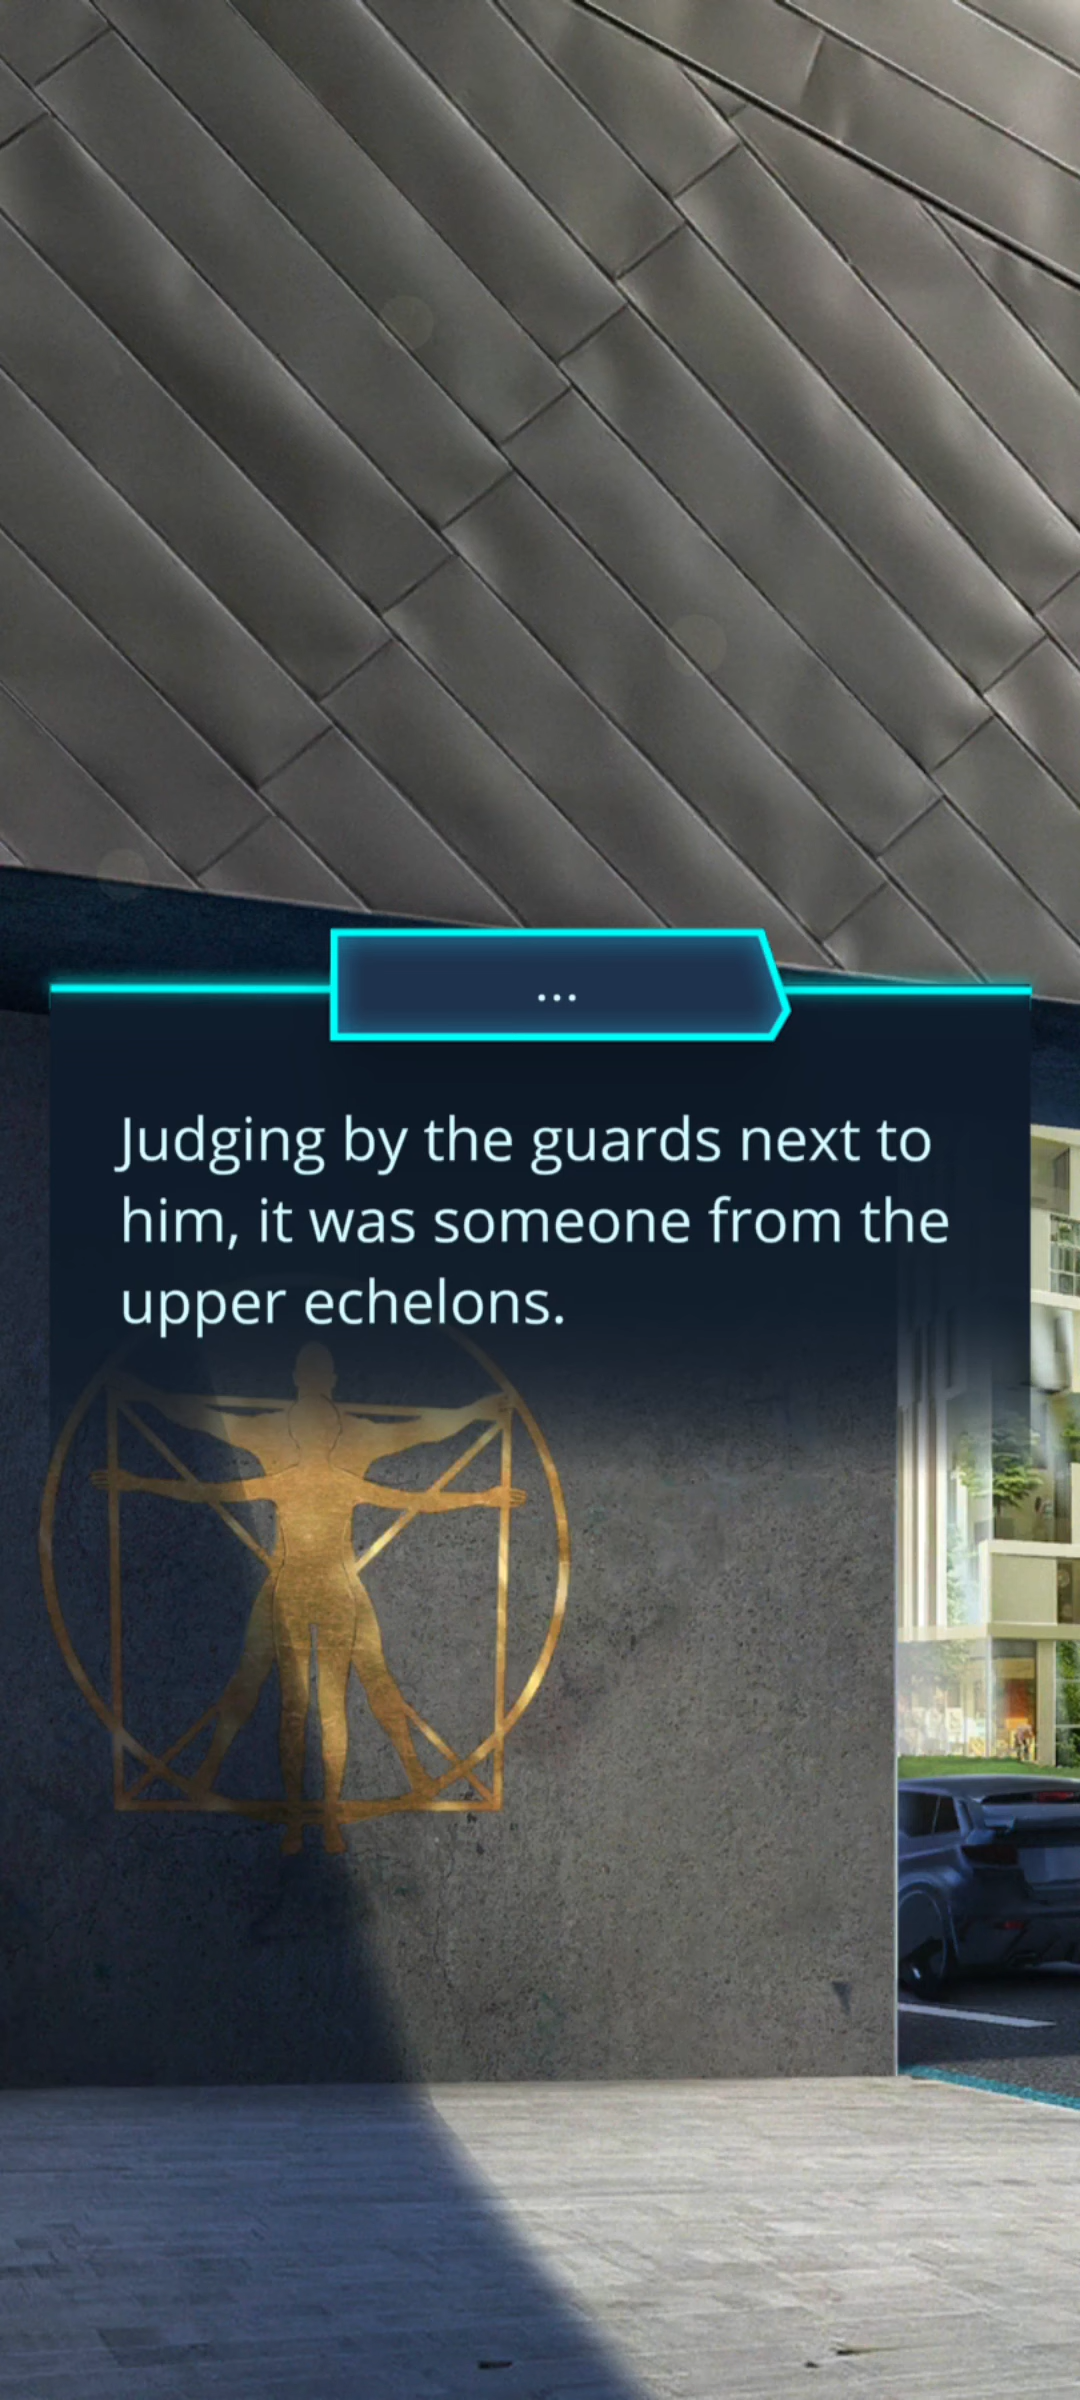 ...
Judging by the guards next to
him, it was someone from the
upper echelons.